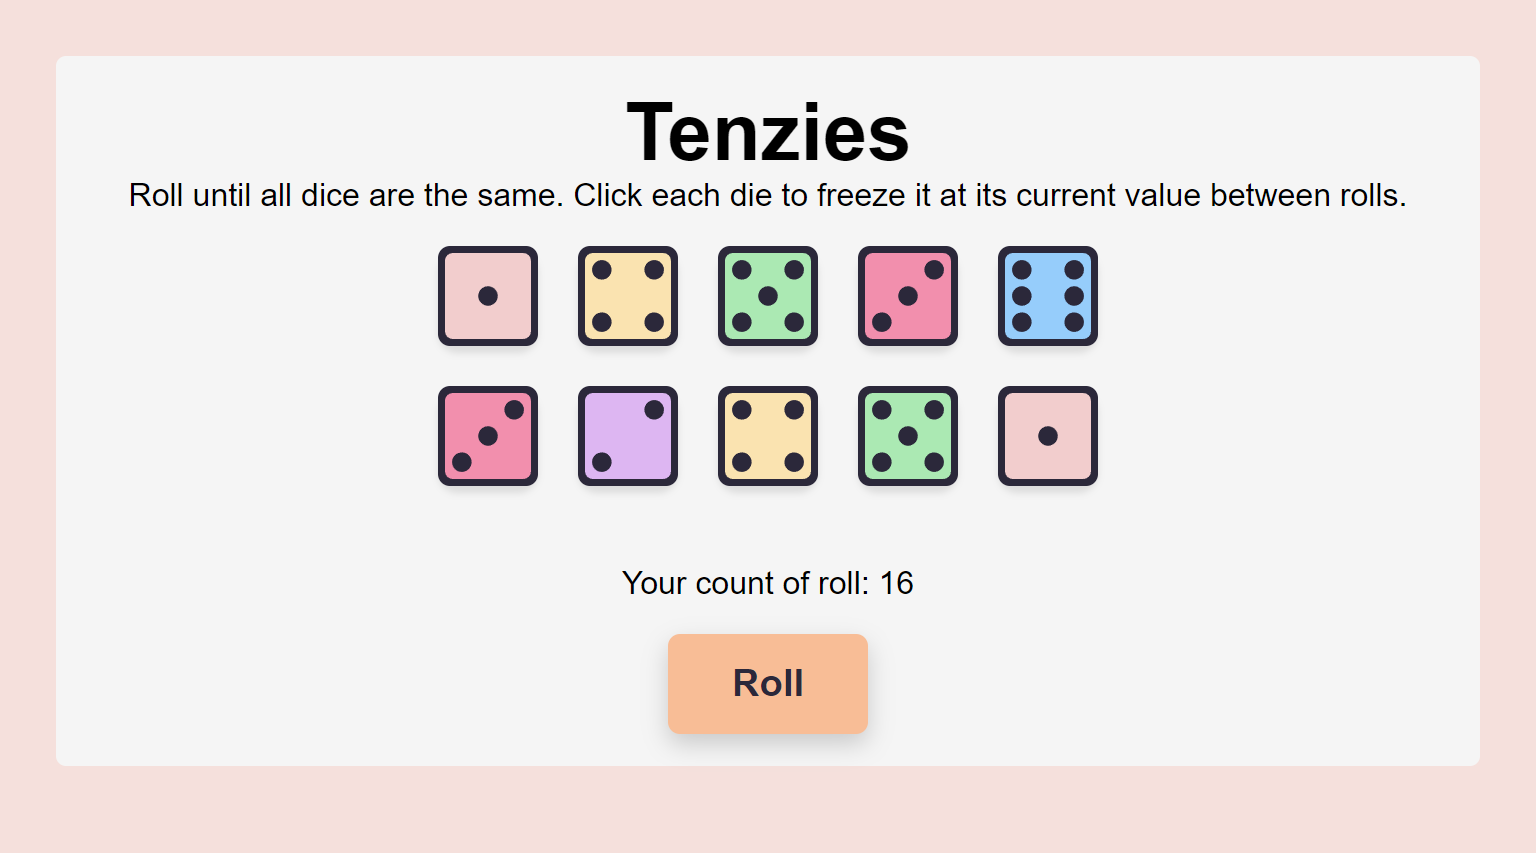 Tenzies
Roll until all dice are the same. Click each die to freeze it at its current value between rolls.
Your count of roll: 16
Roll